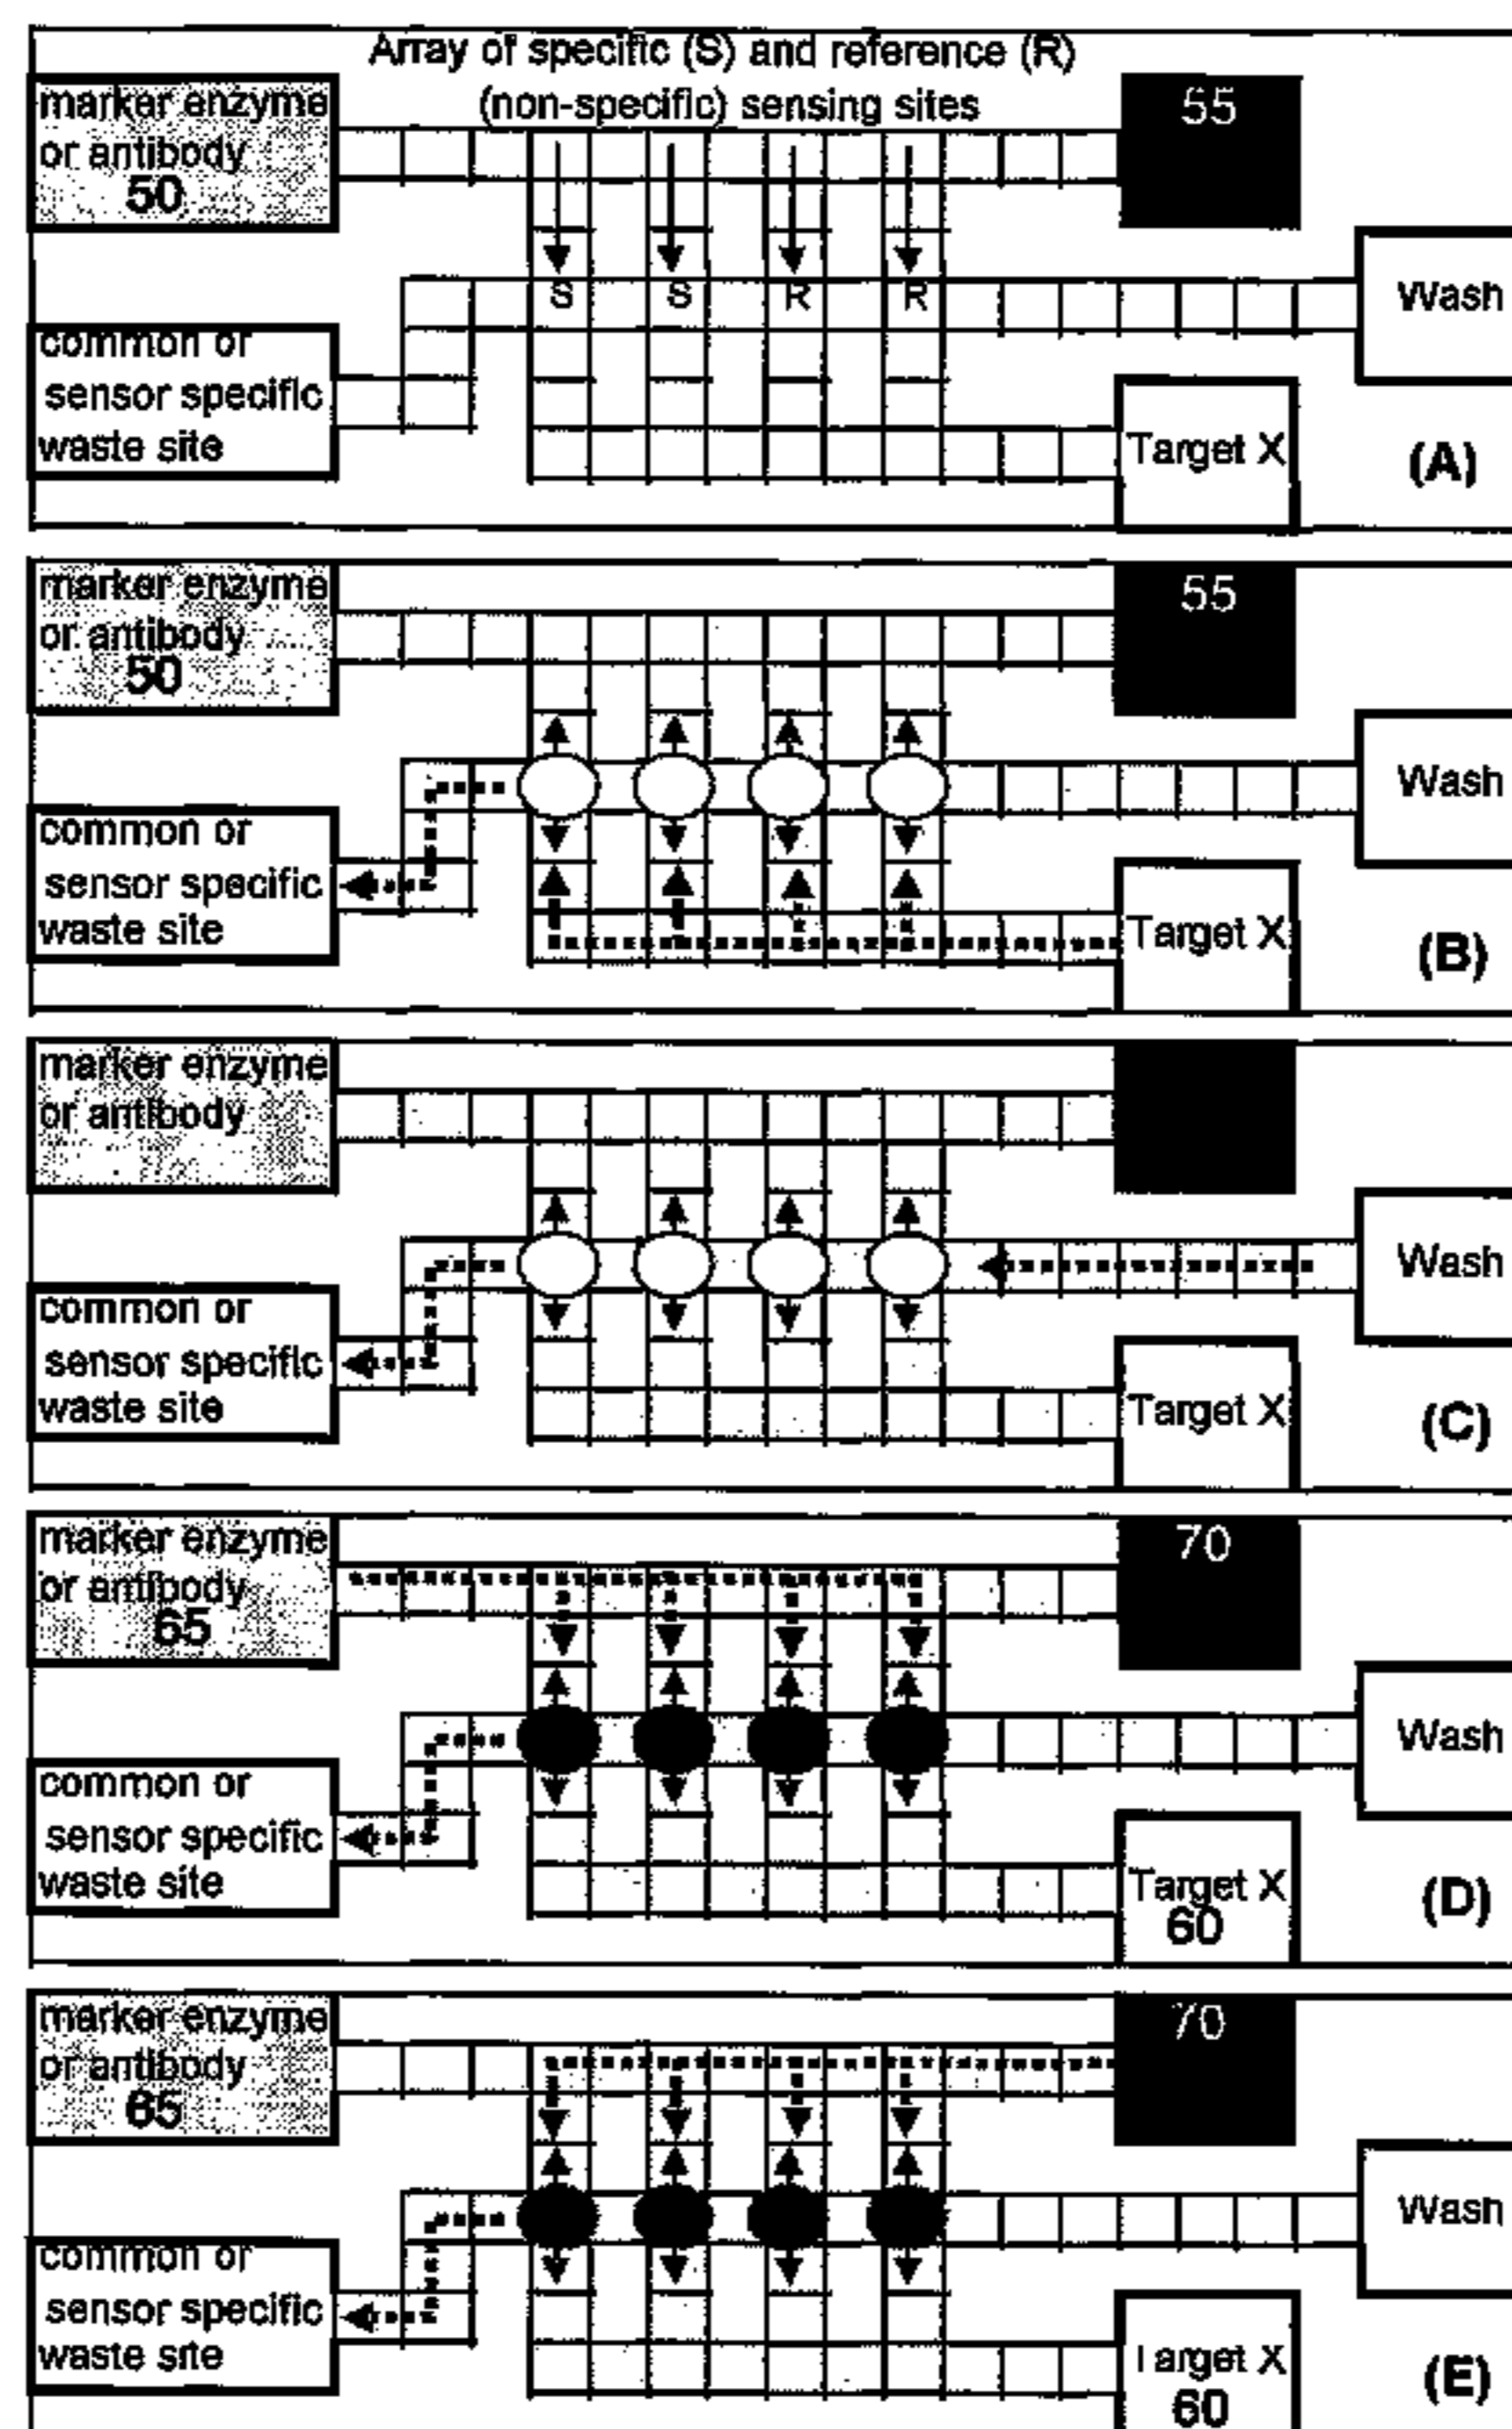 Array of specific (S) and reference (R)
(non-specific) sensing sites
marker enzyme
or antibody
50
55
S S R R
Wash
common or
sensor specific
waste site
Target X
(A)
marker enzyme
or antibody
50
55
Wash
common or
sensor specific
waste site
Target X
(B)
marker enzyme
or antibody
Wash
common or
sensor specific
waste site
Target X
(C)
marker enzyme
or antibody
65
70
Wash
common or
sensor specific
waste site
Target X
60
(D)
marker enzyme
or antibody
65
70
Wash
common or
sensor specific
waste site
Target X
60
(E)